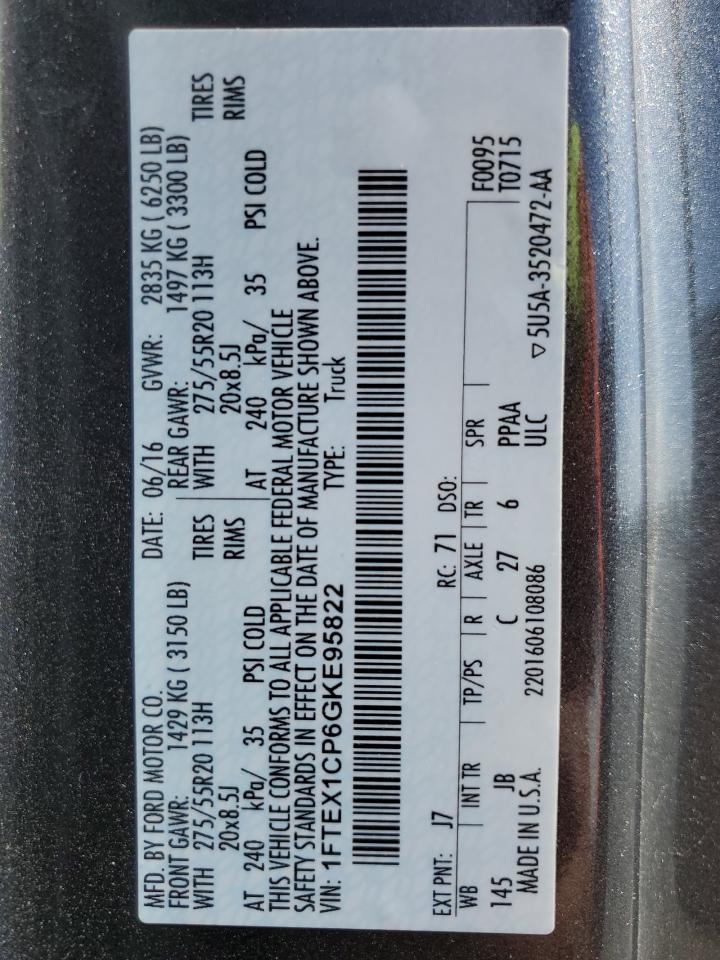 MFD. BY FORD MOTOR CO. DATE: 06/16 GVWR: 2835 KG ( 6250 LB)
FRONT GAWR: 1429 KG ( 3150 LB) REAR GAWR: 1497 KG ( 3300 LB)
WITH 275/55R20 113H TIRES WITH 275/55R20 113H TIRES
20x8.5J RIMS 20x8.5J RIMS
AT 240 kPa/ 35 PSI COLD AT 240 kPa/ 35 PSI COLD
THIS VEHICLE CONFORMS TO ALL APPLICABLE FEDERAL MOTOR VEHICLE
SAFETY STANDARDS IN EFFECT ON THE DATE OF MANUFACTURE SHOWN ABOVE.
VIN: 1FTEX1CP6GKE95822 TYPE: Truck
EXT PNT: J7 RC: 71 DSO: F0095
WB INT TR TP/PS R AXLE TR SPR T0715
145 JB C 27 6 PPAA
MADE IN U.S.A. 2201606108086 ULC ▽ 5U5A-3520472-AA